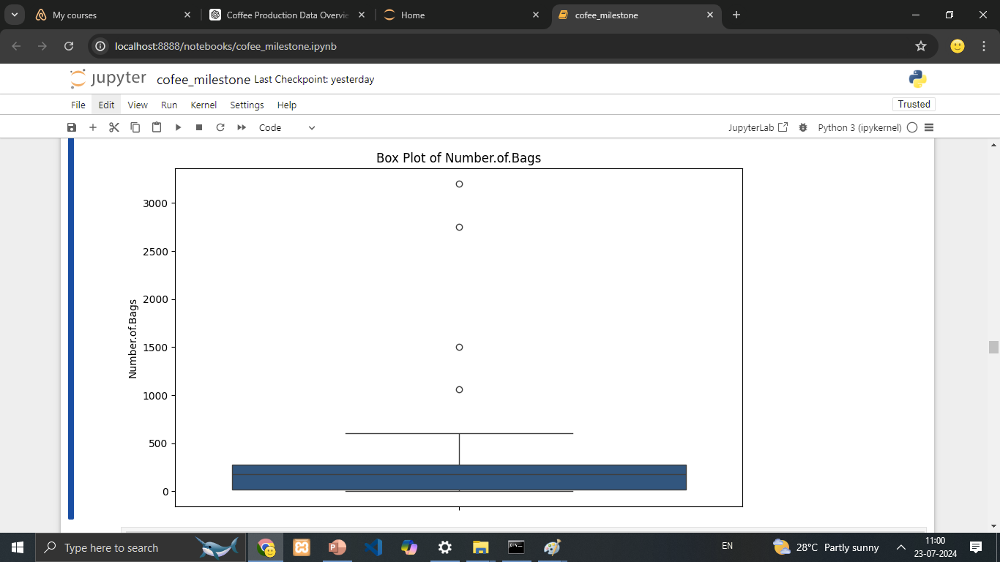 My courses
Coffee Production Data Overvie
Home
cofee_milestone
localhost:8888/notebooks/cofee_milestone.ipynb
jupyter cofee_milestone Last Checkpoint: yesterday
File Edit View Run Kernel Settings Help
Trusted
Code
JupyterLab
Python 3 (ipykernel)
Box Plot of Number.of.Bags
3000
2500
2000
1500
1000
500
0
Number.of.Bags
Type here to search
EN
28°C Partly sunny
11:00
23-07-2024